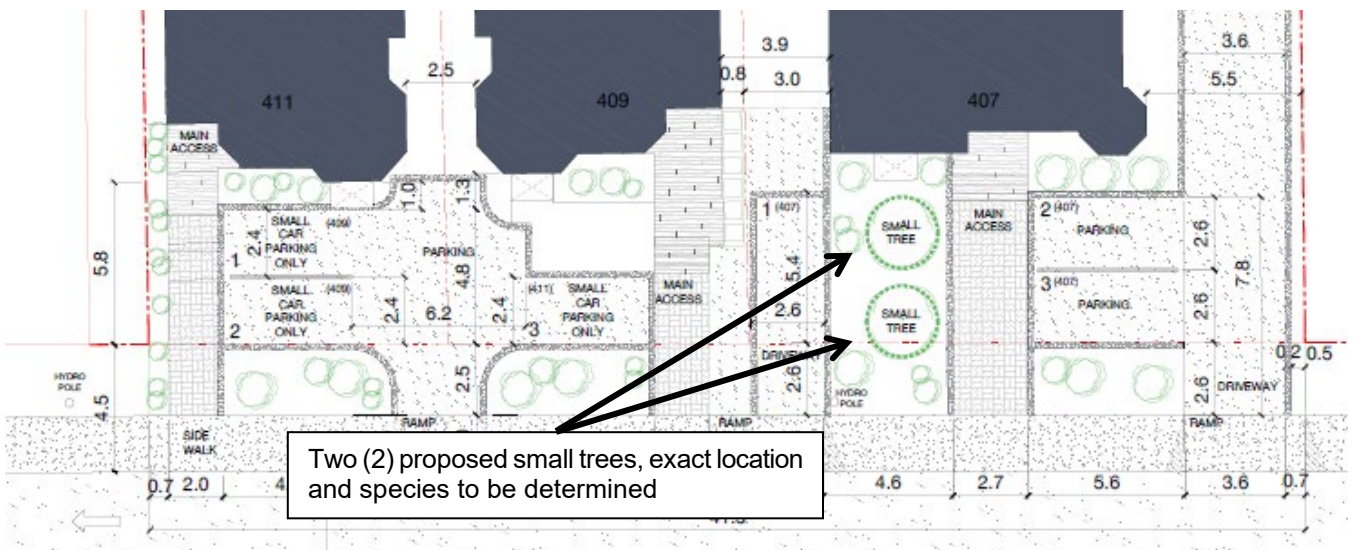 3.9
3.6
2.5
0.8
3.0
5.5
411
409
407
MAIN
ACCESS
1.0
1.3
SMALL
CAR
PARKING
ONLY
(409)
1
2.4
PARKING
4.8
5.8
SMALL
CAR
PARKING
ONLY
(409)
2
2.4
6.2
2.4
(411)
SMALL
CAR
PARKING
ONLY
3
MAIN
ACCESS
1 (407)
5.4
2.6
SMALL
TREE
SMALL
TREE
MAIN
ACCESS
2 (407)
PARKING
2.6
3 (407)
PARKING
2.6
7.8
0.2
0.5
HYDRO
POLE
4.5
2.5
DRIVEWAY
2.6
HYDRO
POLE
2.6
DRIVEWAY
SIDE
WALK
RAMP
RAMP
RAMP
Two (2) proposed small trees, exact location
and species to be determined
0.7
2.0
4.6
2.7
5.6
3.6
0.7